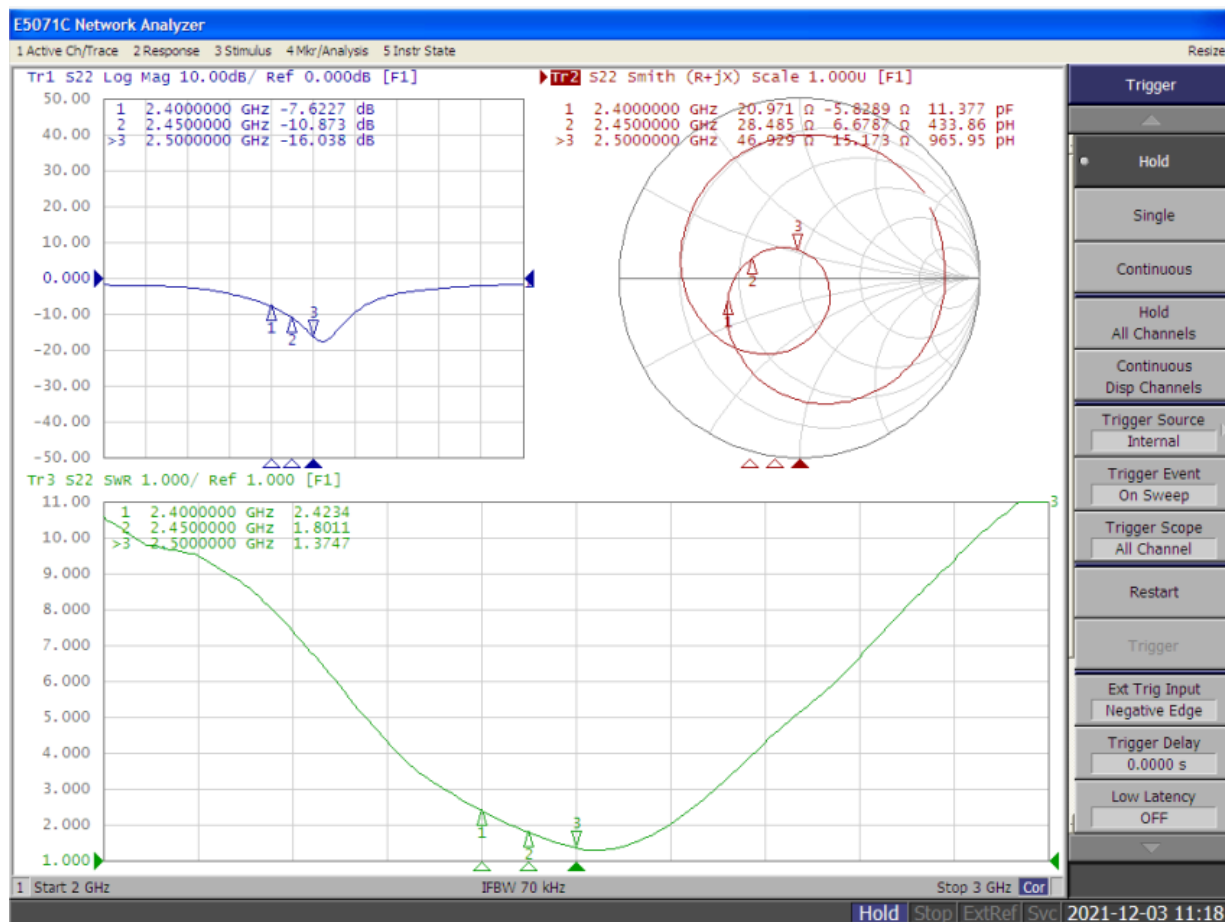 E5071C Network Analyzer
1 Active Ch/Trace 2 Response 3 Stimulus 4 Mkr/Analysis 5 Instr State Resize
Tr1 S22 Log Mag 10.00dB/ Ref 0.000dB [F1]
50.00
40.00
30.00
20.00
10.00
0.000
-10.00
-20.00
-30.00
-40.00
-50.00
1 2.4000000 GHz -7.6227 dB
2 2.4500000 GHz -10.873 dB
>3 2.5000000 GHz -16.038 dB
1
2
3
Tr2 S22 Smith (R+jX) Scale 1.000U [F1]
1 2.4000000 GHz 20.971 Ω -5.8289 Ω 11.377 pF
2 2.4500000 GHz 28.485 Ω 6.6787 Ω 433.86 pH
>3 2.5000000 GHz 46.929 Ω 15.173 Ω 965.95 pH
3
2
1
Tr3 S22 SWR 1.000/ Ref 1.000 [F1]
11.00
10.00
9.000
8.000
7.000
6.000
5.000
4.000
3.000
2.000
1.000
1 2.4000000 GHz 2.4234
2 2.4500000 GHz 1.8011
>3 2.5000000 GHz 1.3747
3
1
2
3
1 Start 2 GHz IFBW 70 kHz Stop 3 GHz Cor
Trigger
Hold
Single
Continuous
Hold
All Channels
Continuous
Disp Channels
Trigger Source
Internal
Trigger Event
On Sweep
Trigger Scope
All Channel
Restart
Trigger
Ext Trig Input
Negative Edge
Trigger Delay
0.0000 s
Low Latency
OFF
Hold Stop ExtRef Svc 2021-12-03 11:18